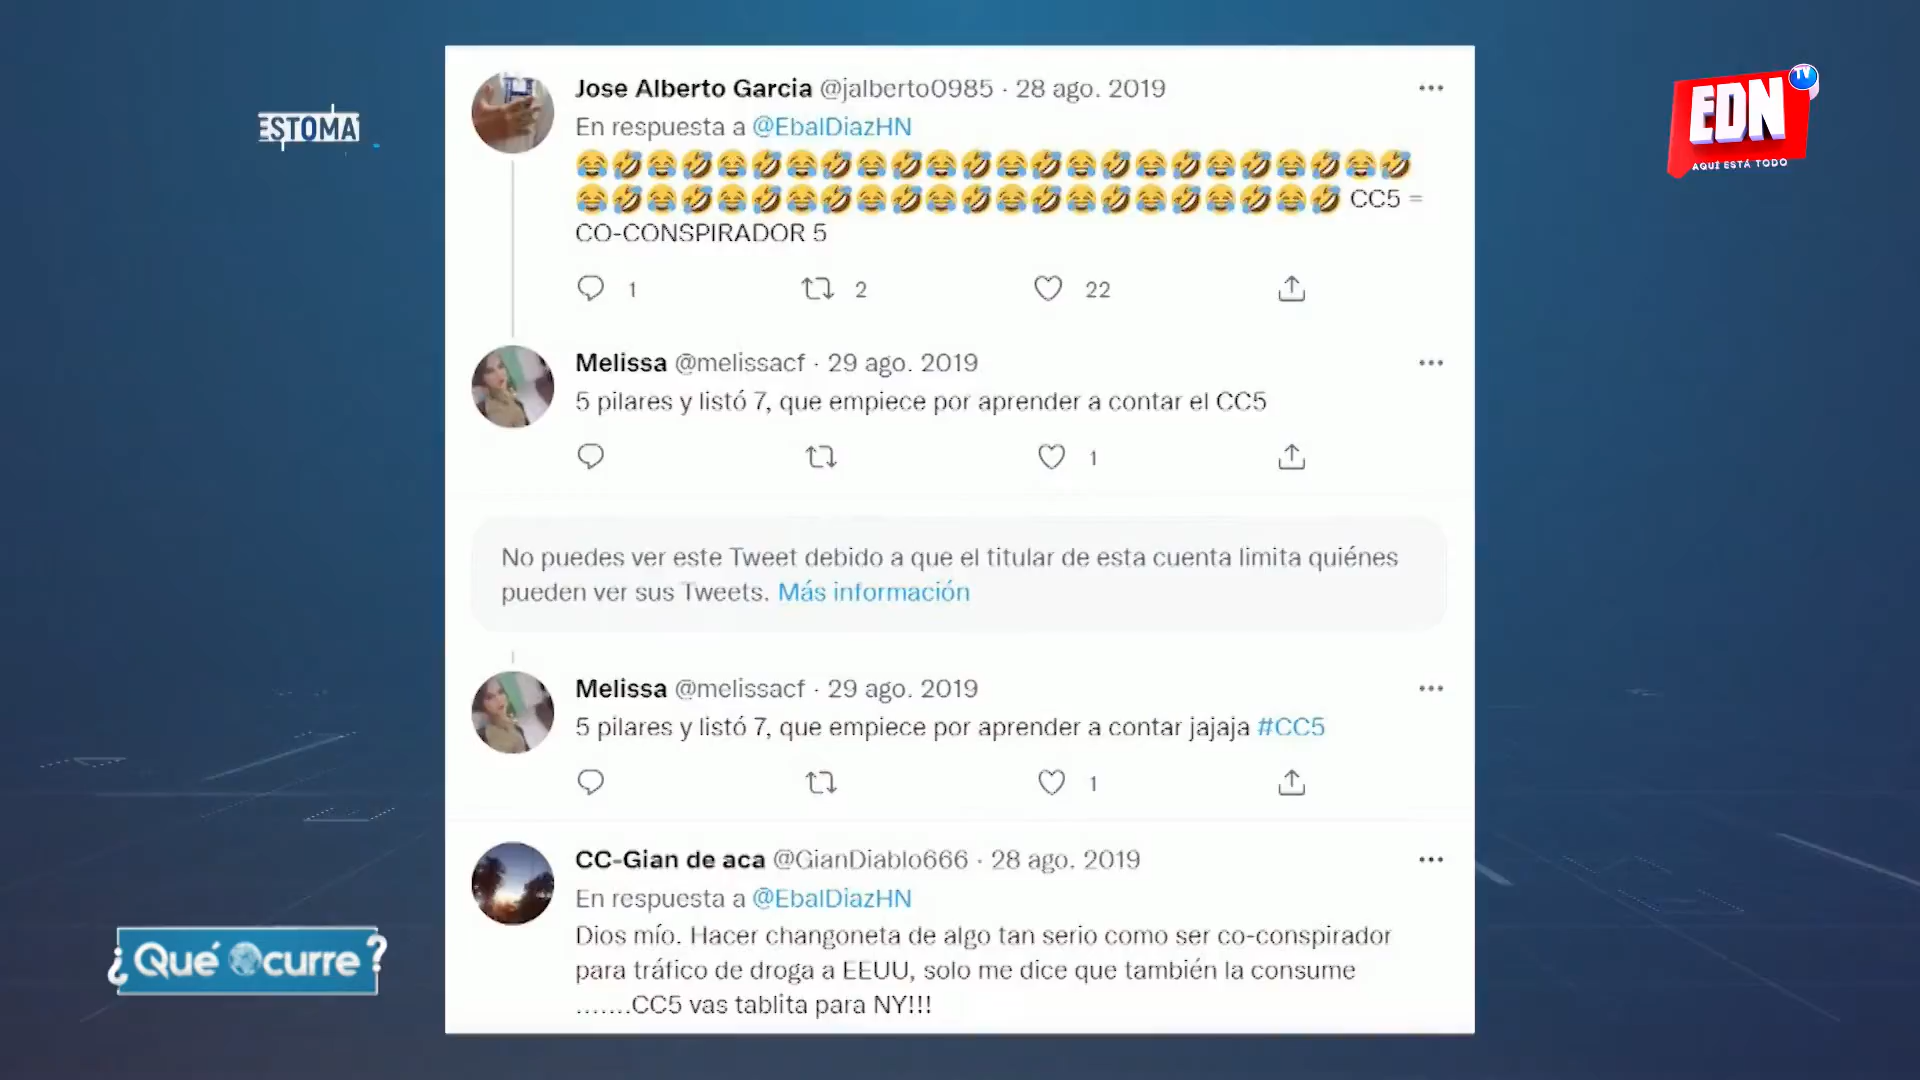 ESTOMA
EDN
TV
AQUÍ ESTÁ TODO
Jose Alberto Garcia @jalberto0985 · 28 ago. 2019
En respuesta a @EbalDiazHN
😂🤣😂🤣😂🤣😂🤣😂🤣😂🤣😂🤣😂🤣😂🤣😂🤣😂🤣😂🤣
😂🤣😂🤣😂🤣😂🤣😂🤣😂🤣😂🤣😂🤣😂🤣😂🤣😂🤣 CC5 =
CO-CONSPIRADOR 5
1 2 22
Melissa @melissacf · 29 ago. 2019
5 pilares y listó 7, que empiece por aprender a contar el CC5
1
No puedes ver este Tweet debido a que el titular de esta cuenta limita quiénes
pueden ver sus Tweets. Más información
Melissa @melissacf · 29 ago. 2019
5 pilares y listó 7, que empiece por aprender a contar jajaja #CC5
1
CC-Gian de aca @GianDiablo666 · 28 ago. 2019
En respuesta a @EbalDiazHN
Dios mío. Hacer changoneta de algo tan serio como ser co-conspirador
para tráfico de droga a EEUU, solo me dice que también la consume
.......CC5 vas tablita para NY!!!
¿Qué Ocurre?